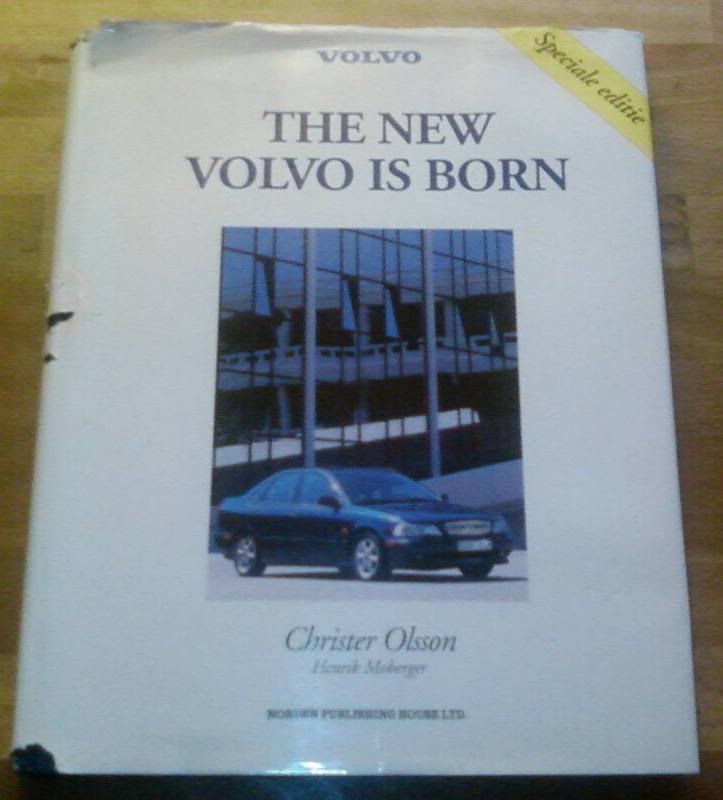 VOLVO
Speciale editie
THE NEW
VOLVO IS BORN
Christer Olsson
Henrik Moberger
NORDEN PUBLISHING HOUSE LTD